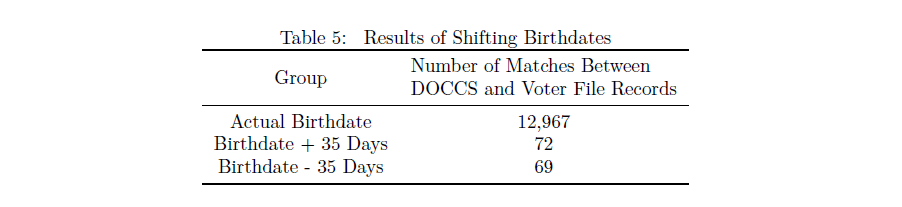 Table 5: Results of Shifting Birthdates
Group
Number of Matches Between
DOCCS and Voter File Records
Actual Birthdate 12,967
Birthdate + 35 Days 72
Birthdate - 35 Days 69